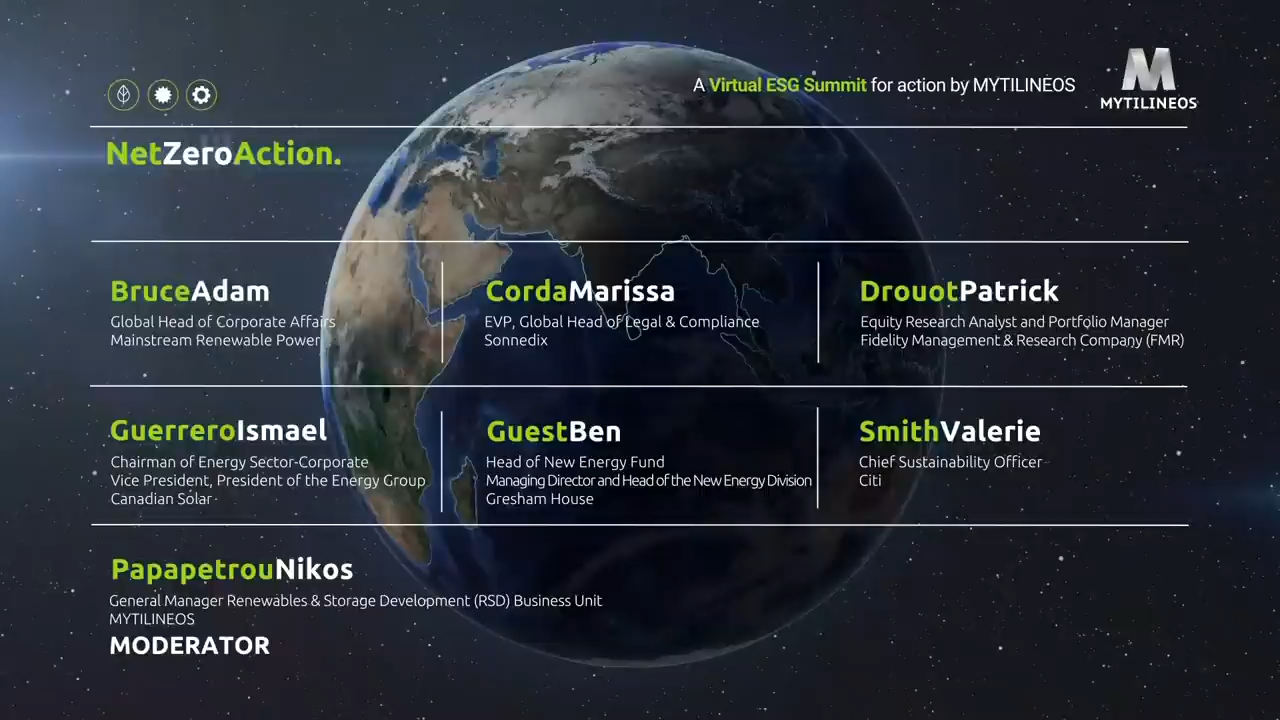 A Virtual ESG Summit for action by MYTILINEOS
MYTILINEOS
NetZeroAction.
BruceAdam
Global Head of Corporate Affairs
Mainstream Renewable Power
CordaMarissa
EVP, Global Head of Legal & Compliance
Sonnedix
DrouotPatrick
Equity Research Analyst and Portfolio Manager
Fidelity Management & Research Company (FMR)
GuerreroIsmael
Chairman of Energy Sector-Corporate
Vice President, President of the Energy Group
Canadian Solar
GuestBen
Head of New Energy Fund
Managing Director and Head of the New Energy Division
Gresham House
SmithValerie
Chief Sustainability Officer
Citi
PapapetrouNikos
General Manager Renewables & Storage Development (RSD) Business Unit
MYTILINEOS
MODERATOR